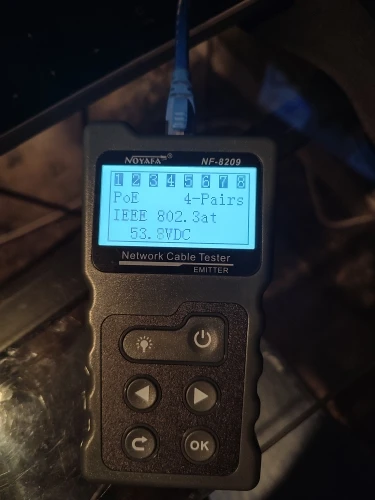 NOYAFA® NF-8209
1 2 3 4 5 6 7 8
PoE 4-Pairs
IEEE 802.3at
53.8VDC
Network Cable Tester
EMITTER
OK